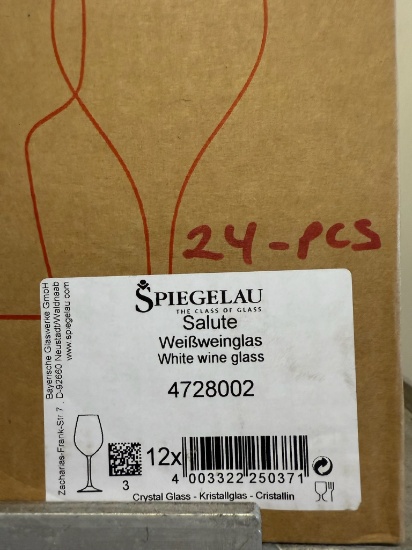 24-PCS
SPIEGELAU
THE CLASS OF GLASS
Salute
Weißweinglas
White wine glass
4728002
Bayerische Glaswerke GmbH
Zacharias-Frank-Str 7 . D-92660 Neustadt/Waldnaab
www.spiegelau.com
3
12x
4 003322 250371
Crystal Glass - Kristallglas - Cristallin